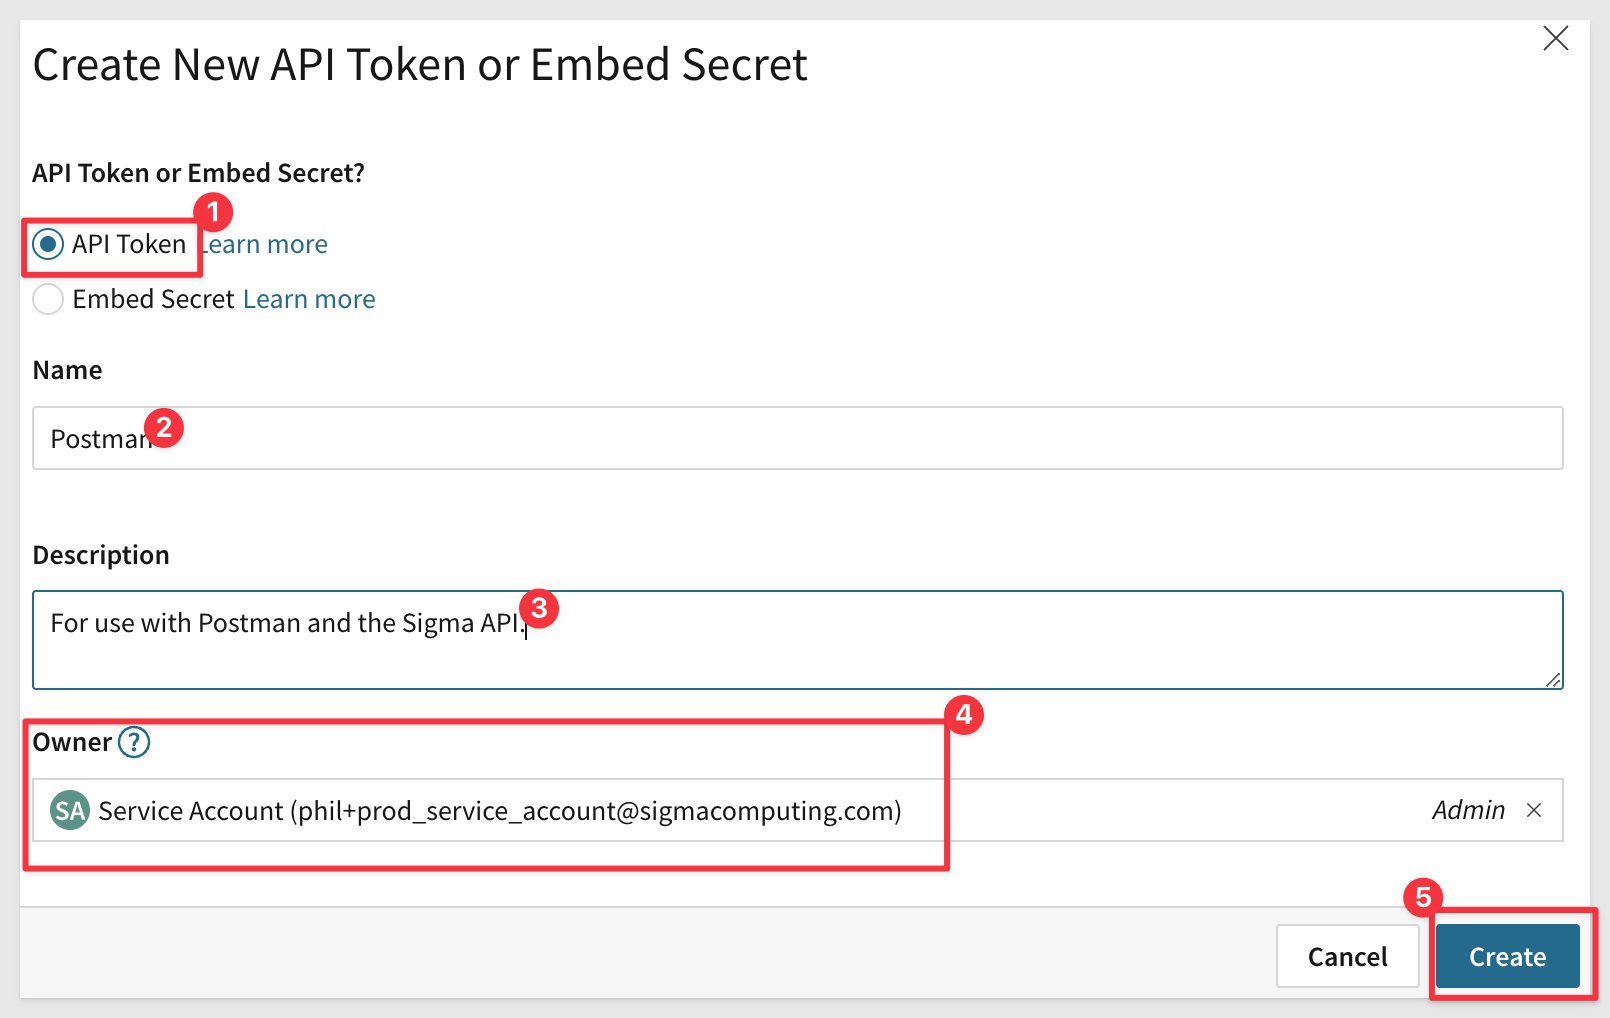 Create New API Token or Embed Secret
API Token or Embed Secret?
1
API Token Learn more
Embed Secret Learn more
Name
Postman
2
Description
For use with Postman and the Sigma API.
3
4
Owner ?
SA Service Account (phil+prod_service_account@sigmacomputing.com) Admin
5
Cancel Create